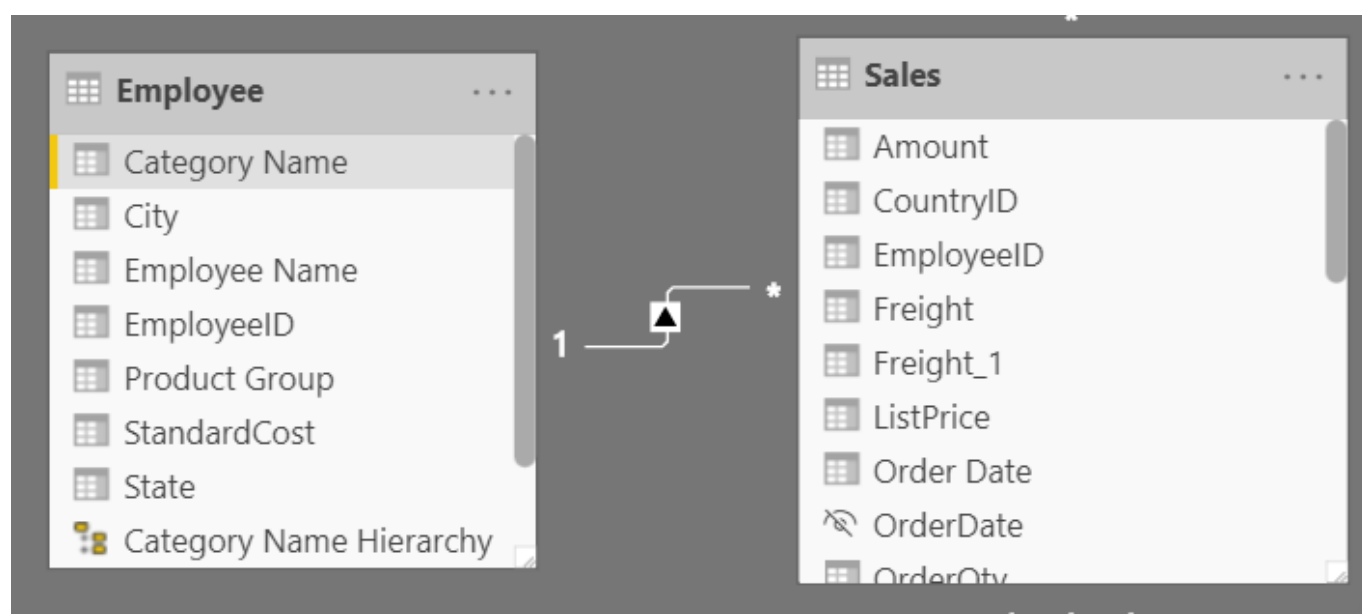 *
Employee ...
Category Name
City
Employee Name
EmployeeID
Product Group
StandardCost
State
Category Name Hierarchy
1
*
Sales ...
Amount
CountryID
EmployeeID
Freight
Freight_1
ListPrice
Order Date
OrderDate
OrderQty